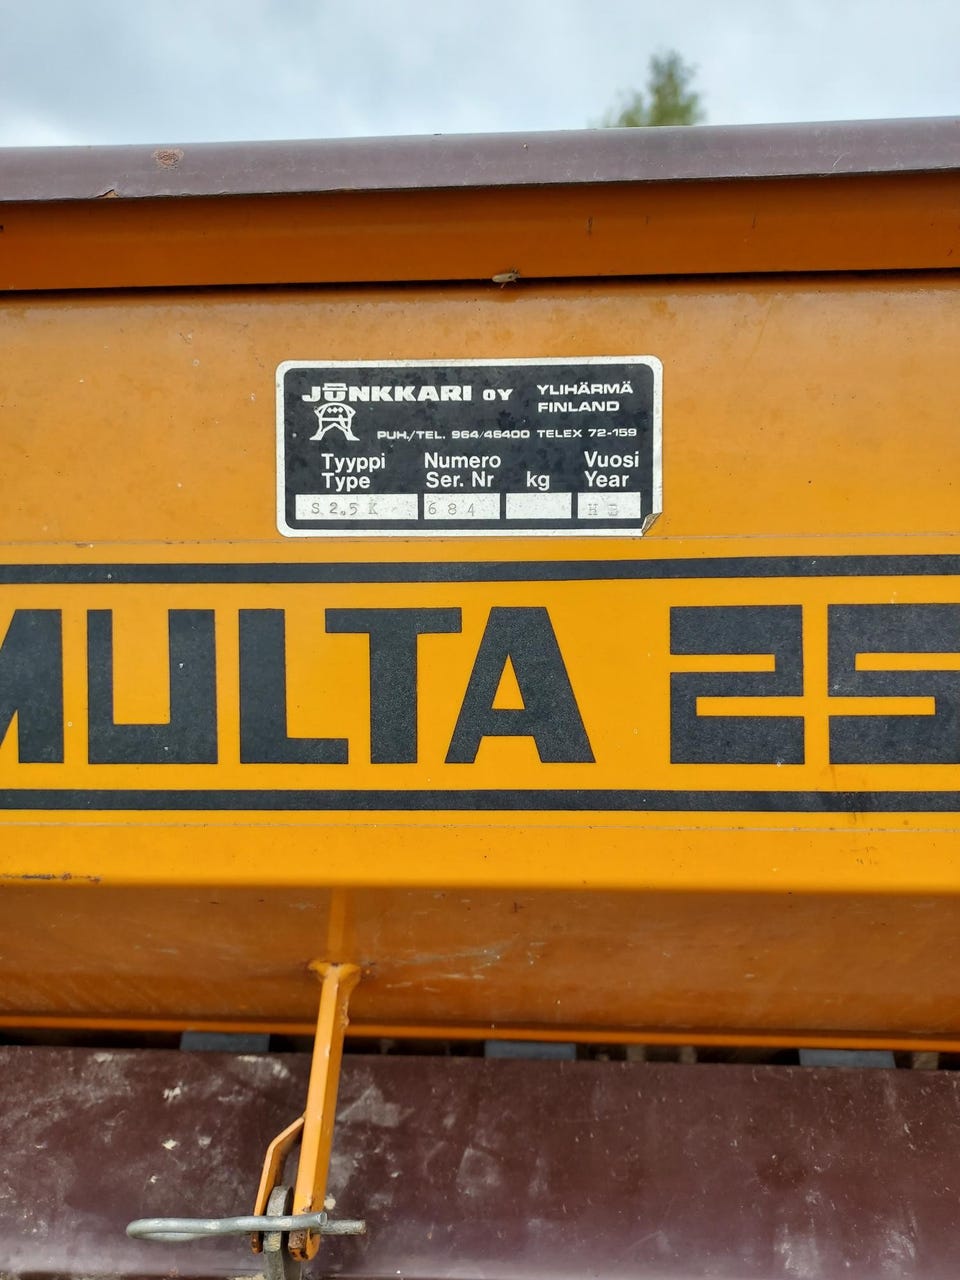 JUNKKARI OY YLIHÄRMÄ
FINLAND
PUH./TEL. 964/46400 TELEX 72-159
Tyyppi Numero Vuosi
Type Ser. Nr kg Year
S 2.5 K 684
MULTA 25